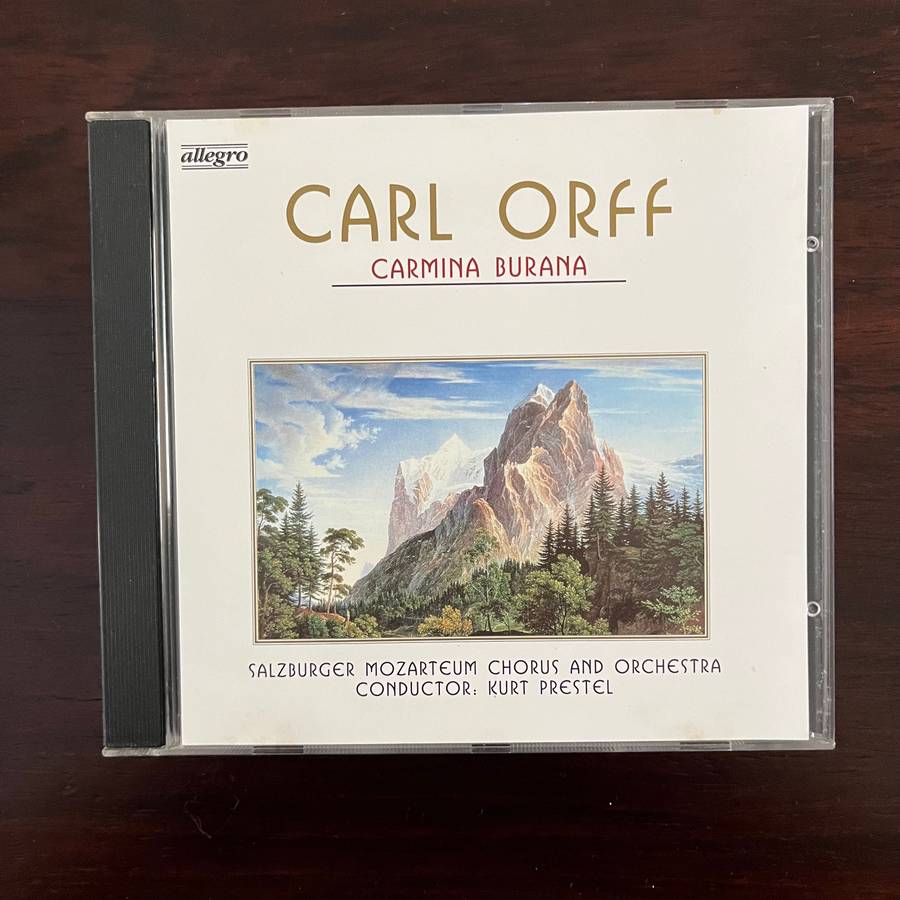 allegro
CARL ORFF
CARMINA BURANA
SALZBURGER MOZARTEUM CHORUS AND ORCHESTRA
CONDUCTOR: KURT PRESTEL